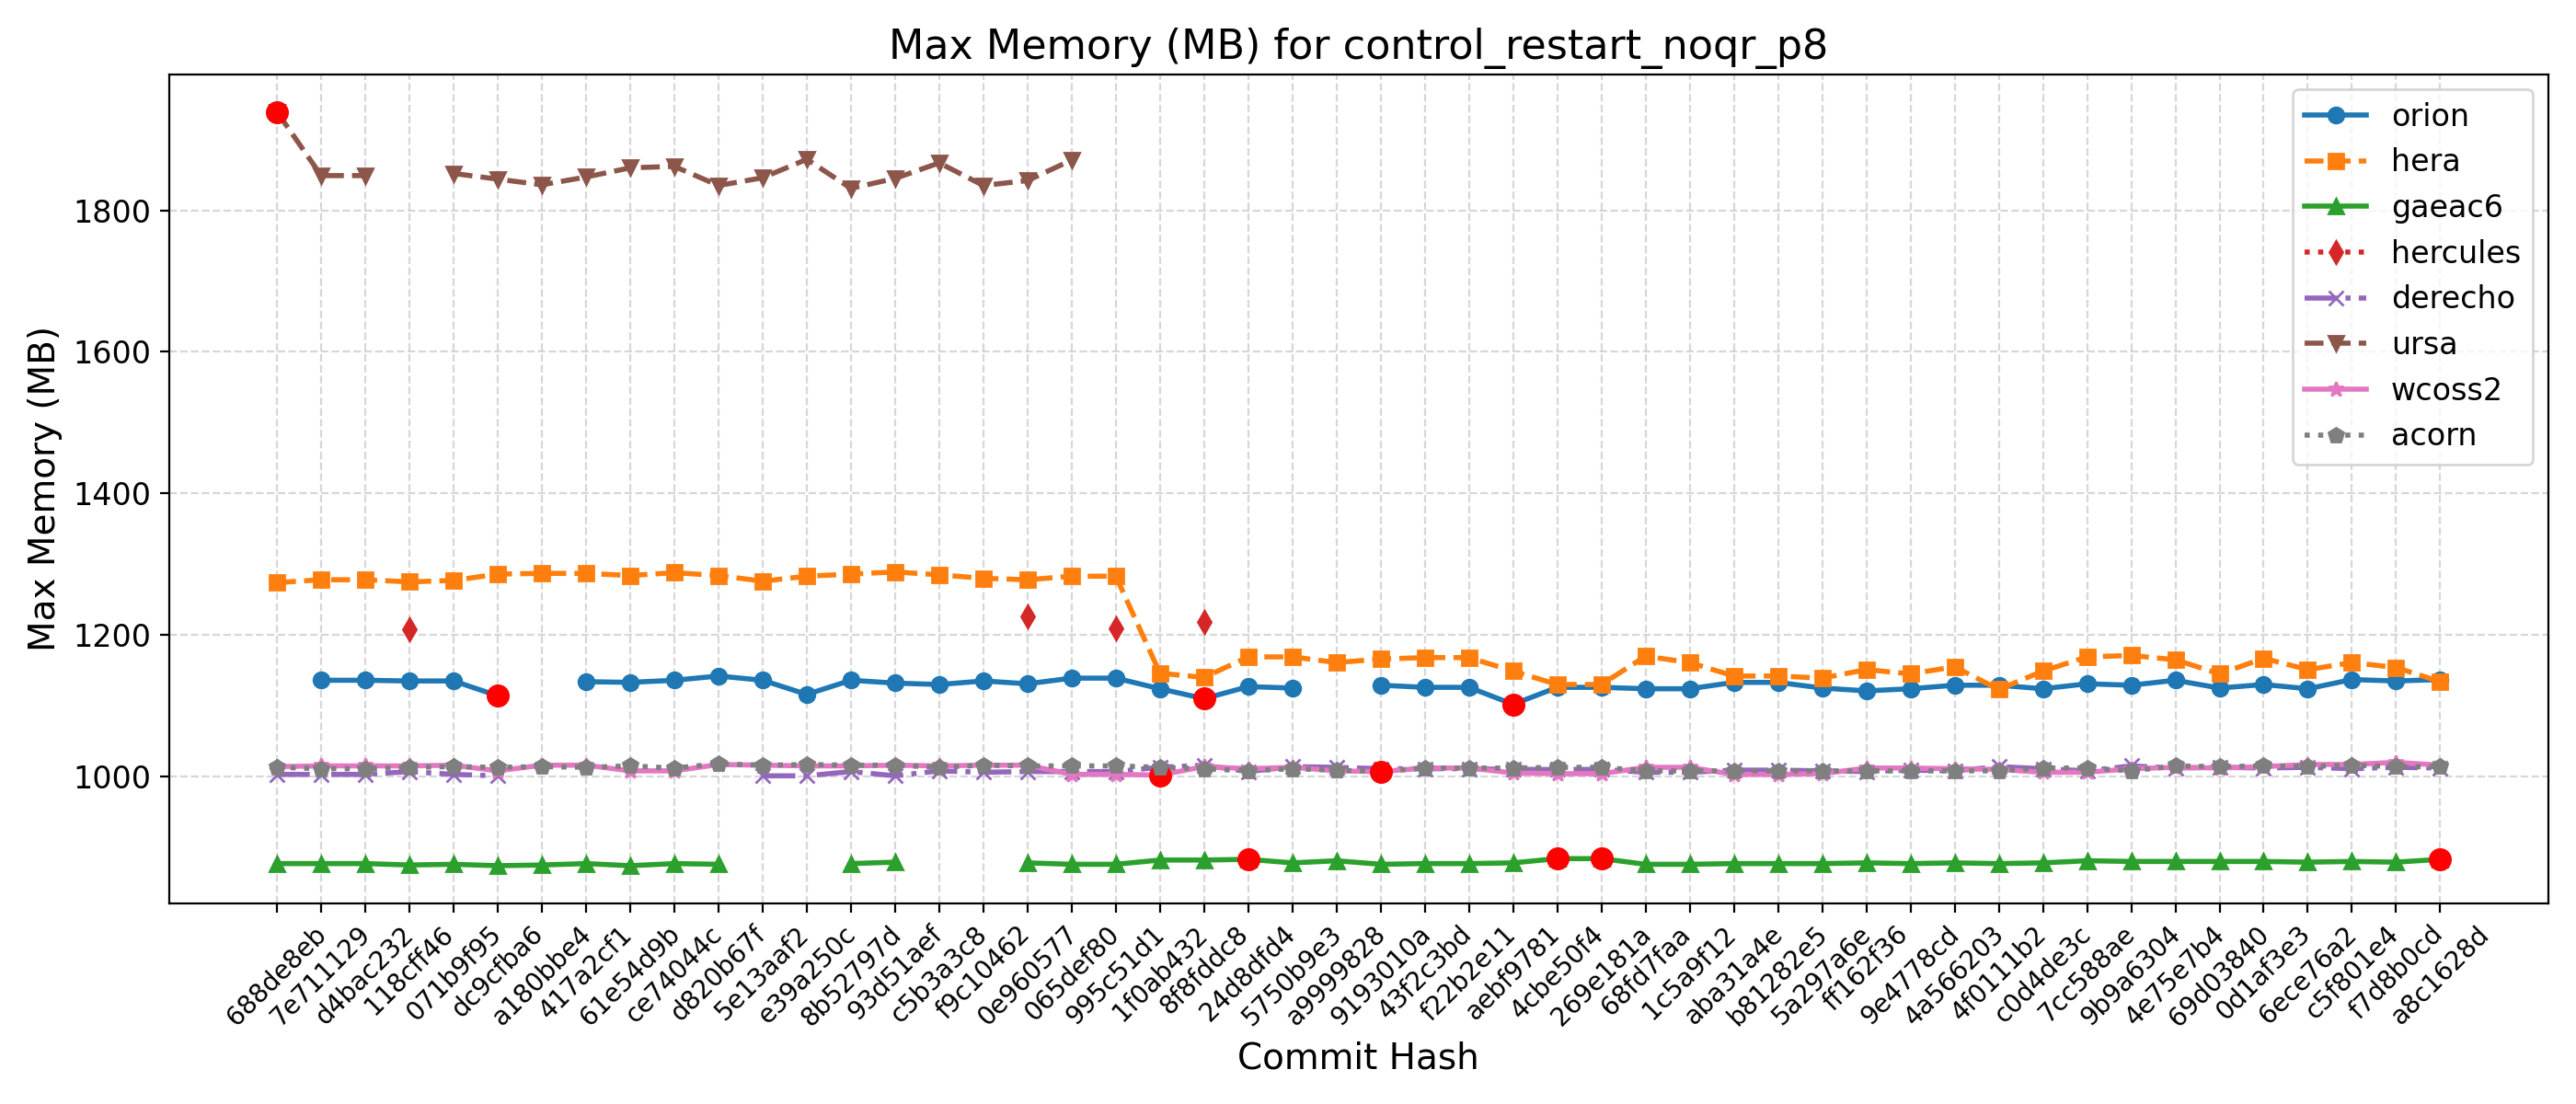 Max Memory (MB) for control_restart_noqr_p8
Max Memory (MB)
1800
1600
1400
1200
1000
orion
hera
gaeac6
hercules
derecho
ursa
wcoss2
acorn
688de8eb
7e711129
d4bac232
118cff46
071b9f95
dc9cfba6
a180bbe4
417a2cf1
61e54d9b
ce74044c
d820b67f
5e13aaf2
e39a250c
8b52797d
93d51aef
c5b3a3c8
f9c10462
0e960577
065def80
995c51d1
1f0ab432
8f8fddc8
24d8dfd4
5750b9e3
a9999828
9193010a
43f2c3bd
f22b2e11
aebf9781
4cbe50f4
269e181a
68fd7faa
1c5a9f12
aba31a4e
b81282e5
5a297a6e
ff162f36
9e4778cd
4a566203
4f0111b2
c0d4de3c
7cc588ae
9b9a6304
4e75e7b4
69d03840
0d1af3e3
6ece76a2
c5f801e4
f7d8b0cd
a8c1628d
Commit Hash